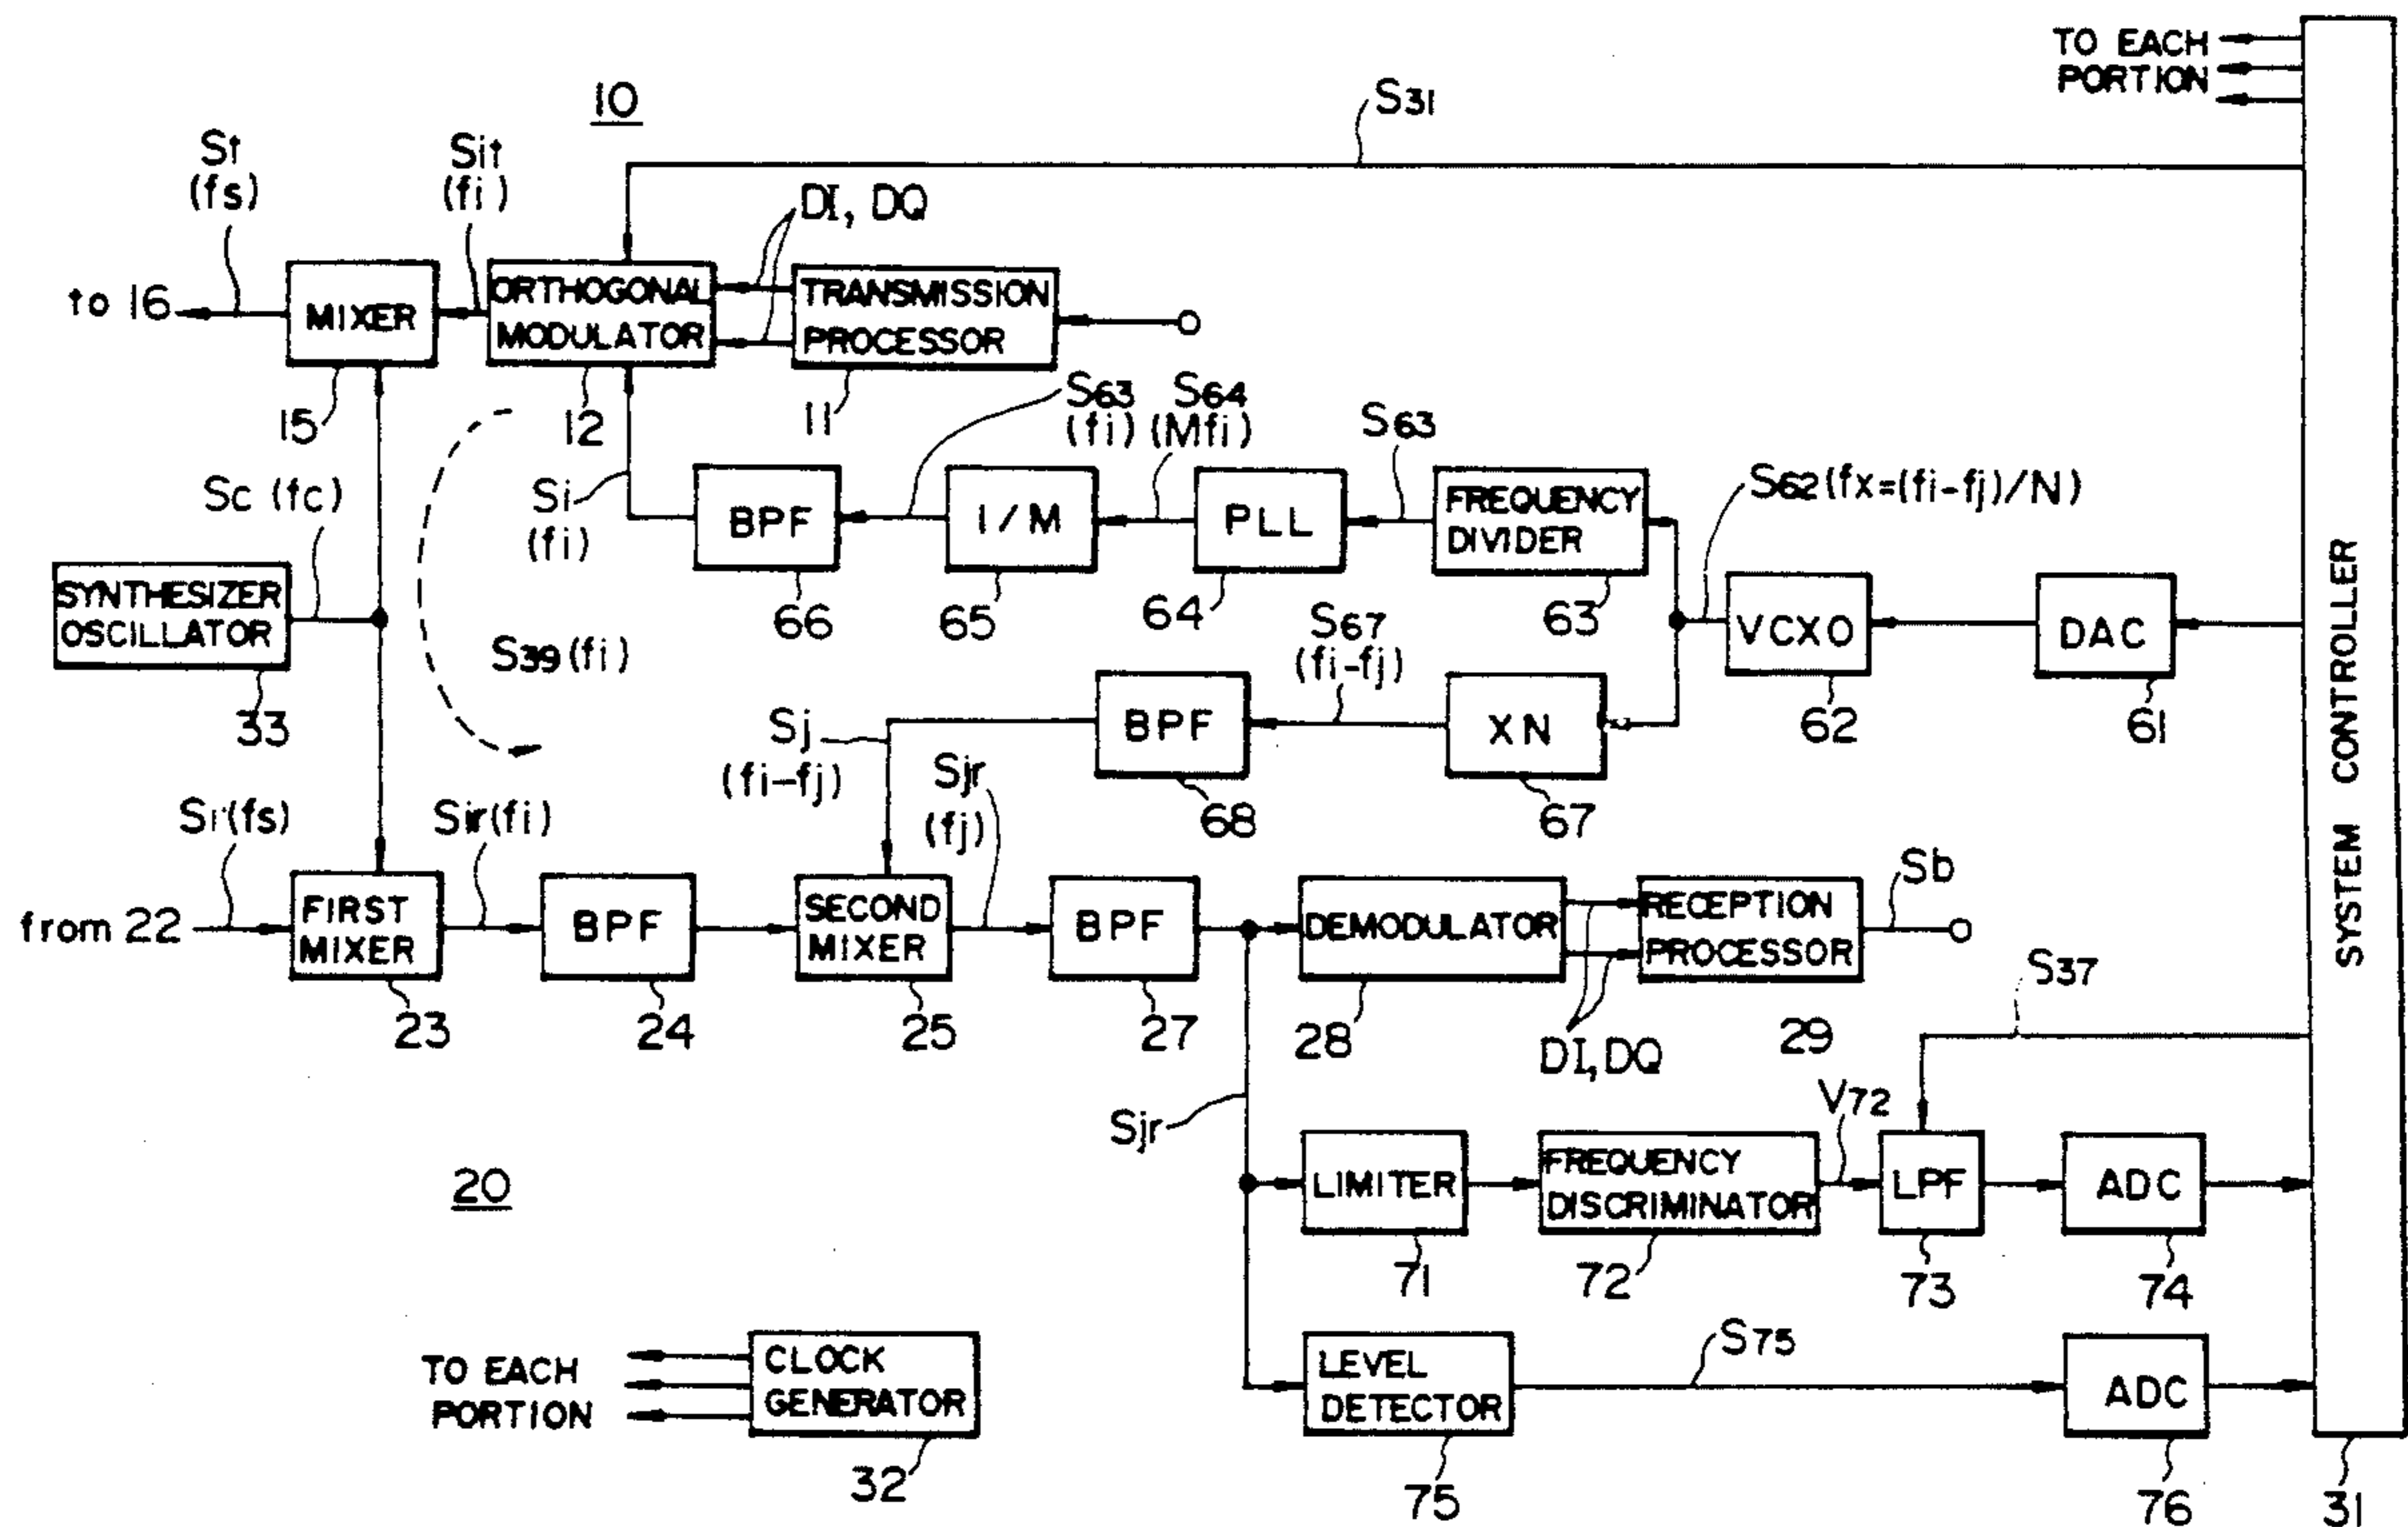 TO EACH
PORTION
10
S31
St
(fs)
Sit
(fi)
DI, DQ
to 16
MIXER
ORTHOGONAL
MODULATOR
TRANSMISSION
PROCESSOR
15
12
11
S63
(fi)
S64
(Mfi)
S63
S62 (fx=(fi-fj)/N)
Sc (fc)
Si
(fi)
BPF
1/M
PLL
FREQUENCY
DIVIDER
SYNTHESIZER
OSCILLATOR
66
65
64
63
VCXO
DAC
SYSTEM CONTROLLER
S39 (fi)
S67
(fi-fj)
33
Sj
(fi-fj)
BPF
XN
62
61
Sr(fs)
Sir(fi)
Sjr
(fj)
68
67
Sb
from 22
FIRST
MIXER
BPF
SECOND
MIXER
BPF
DEMODULATOR
RECEPTION
PROCESSOR
S37
23
24
25
27
28
DI, DQ
29
Sjr
V72
20
LIMITER
FREQUENCY
DISCRIMINATOR
LPF
ADC
71
72
73
74
TO EACH
PORTION
CLOCK
GENERATOR
LEVEL
DETECTOR
S75
ADC
32
75
76
31